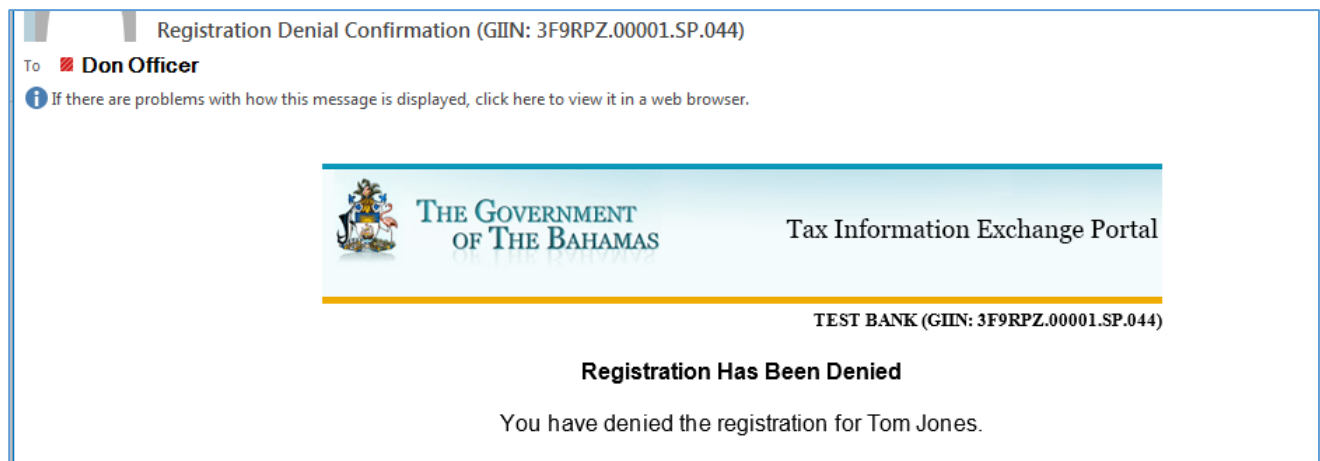 Registration Denial Confirmation (GIIN: 3F9RPZ.00001.SP.044)
To Don Officer
If there are problems with how this message is displayed, click here to view it in a web browser.
THE GOVERNMENT
OF THE BAHAMAS
Tax Information Exchange Portal
TEST BANK (GIIN: 3F9RPZ.00001.SP.044)
Registration Has Been Denied
You have denied the registration for Tom Jones.